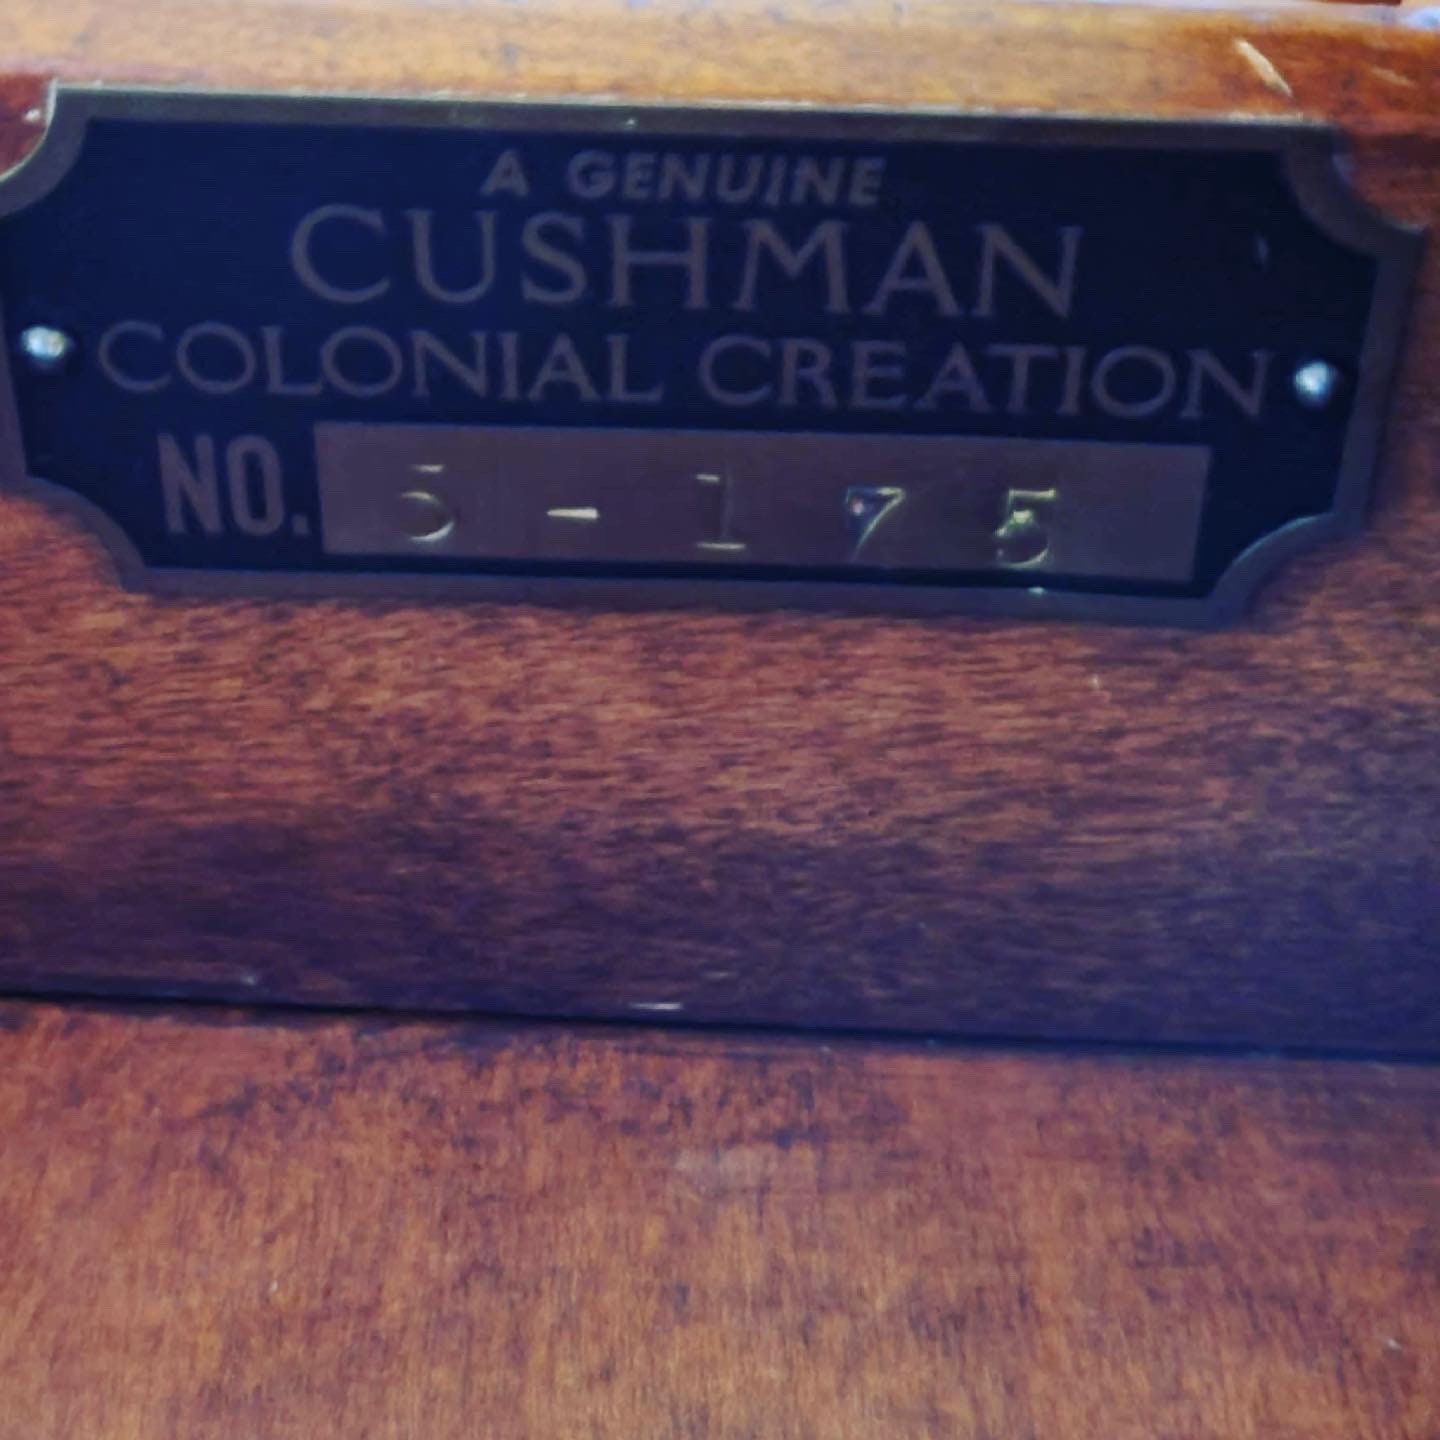 A GENUINE
CUSHMAN
COLONIAL CREATION
NO. 5 - 175